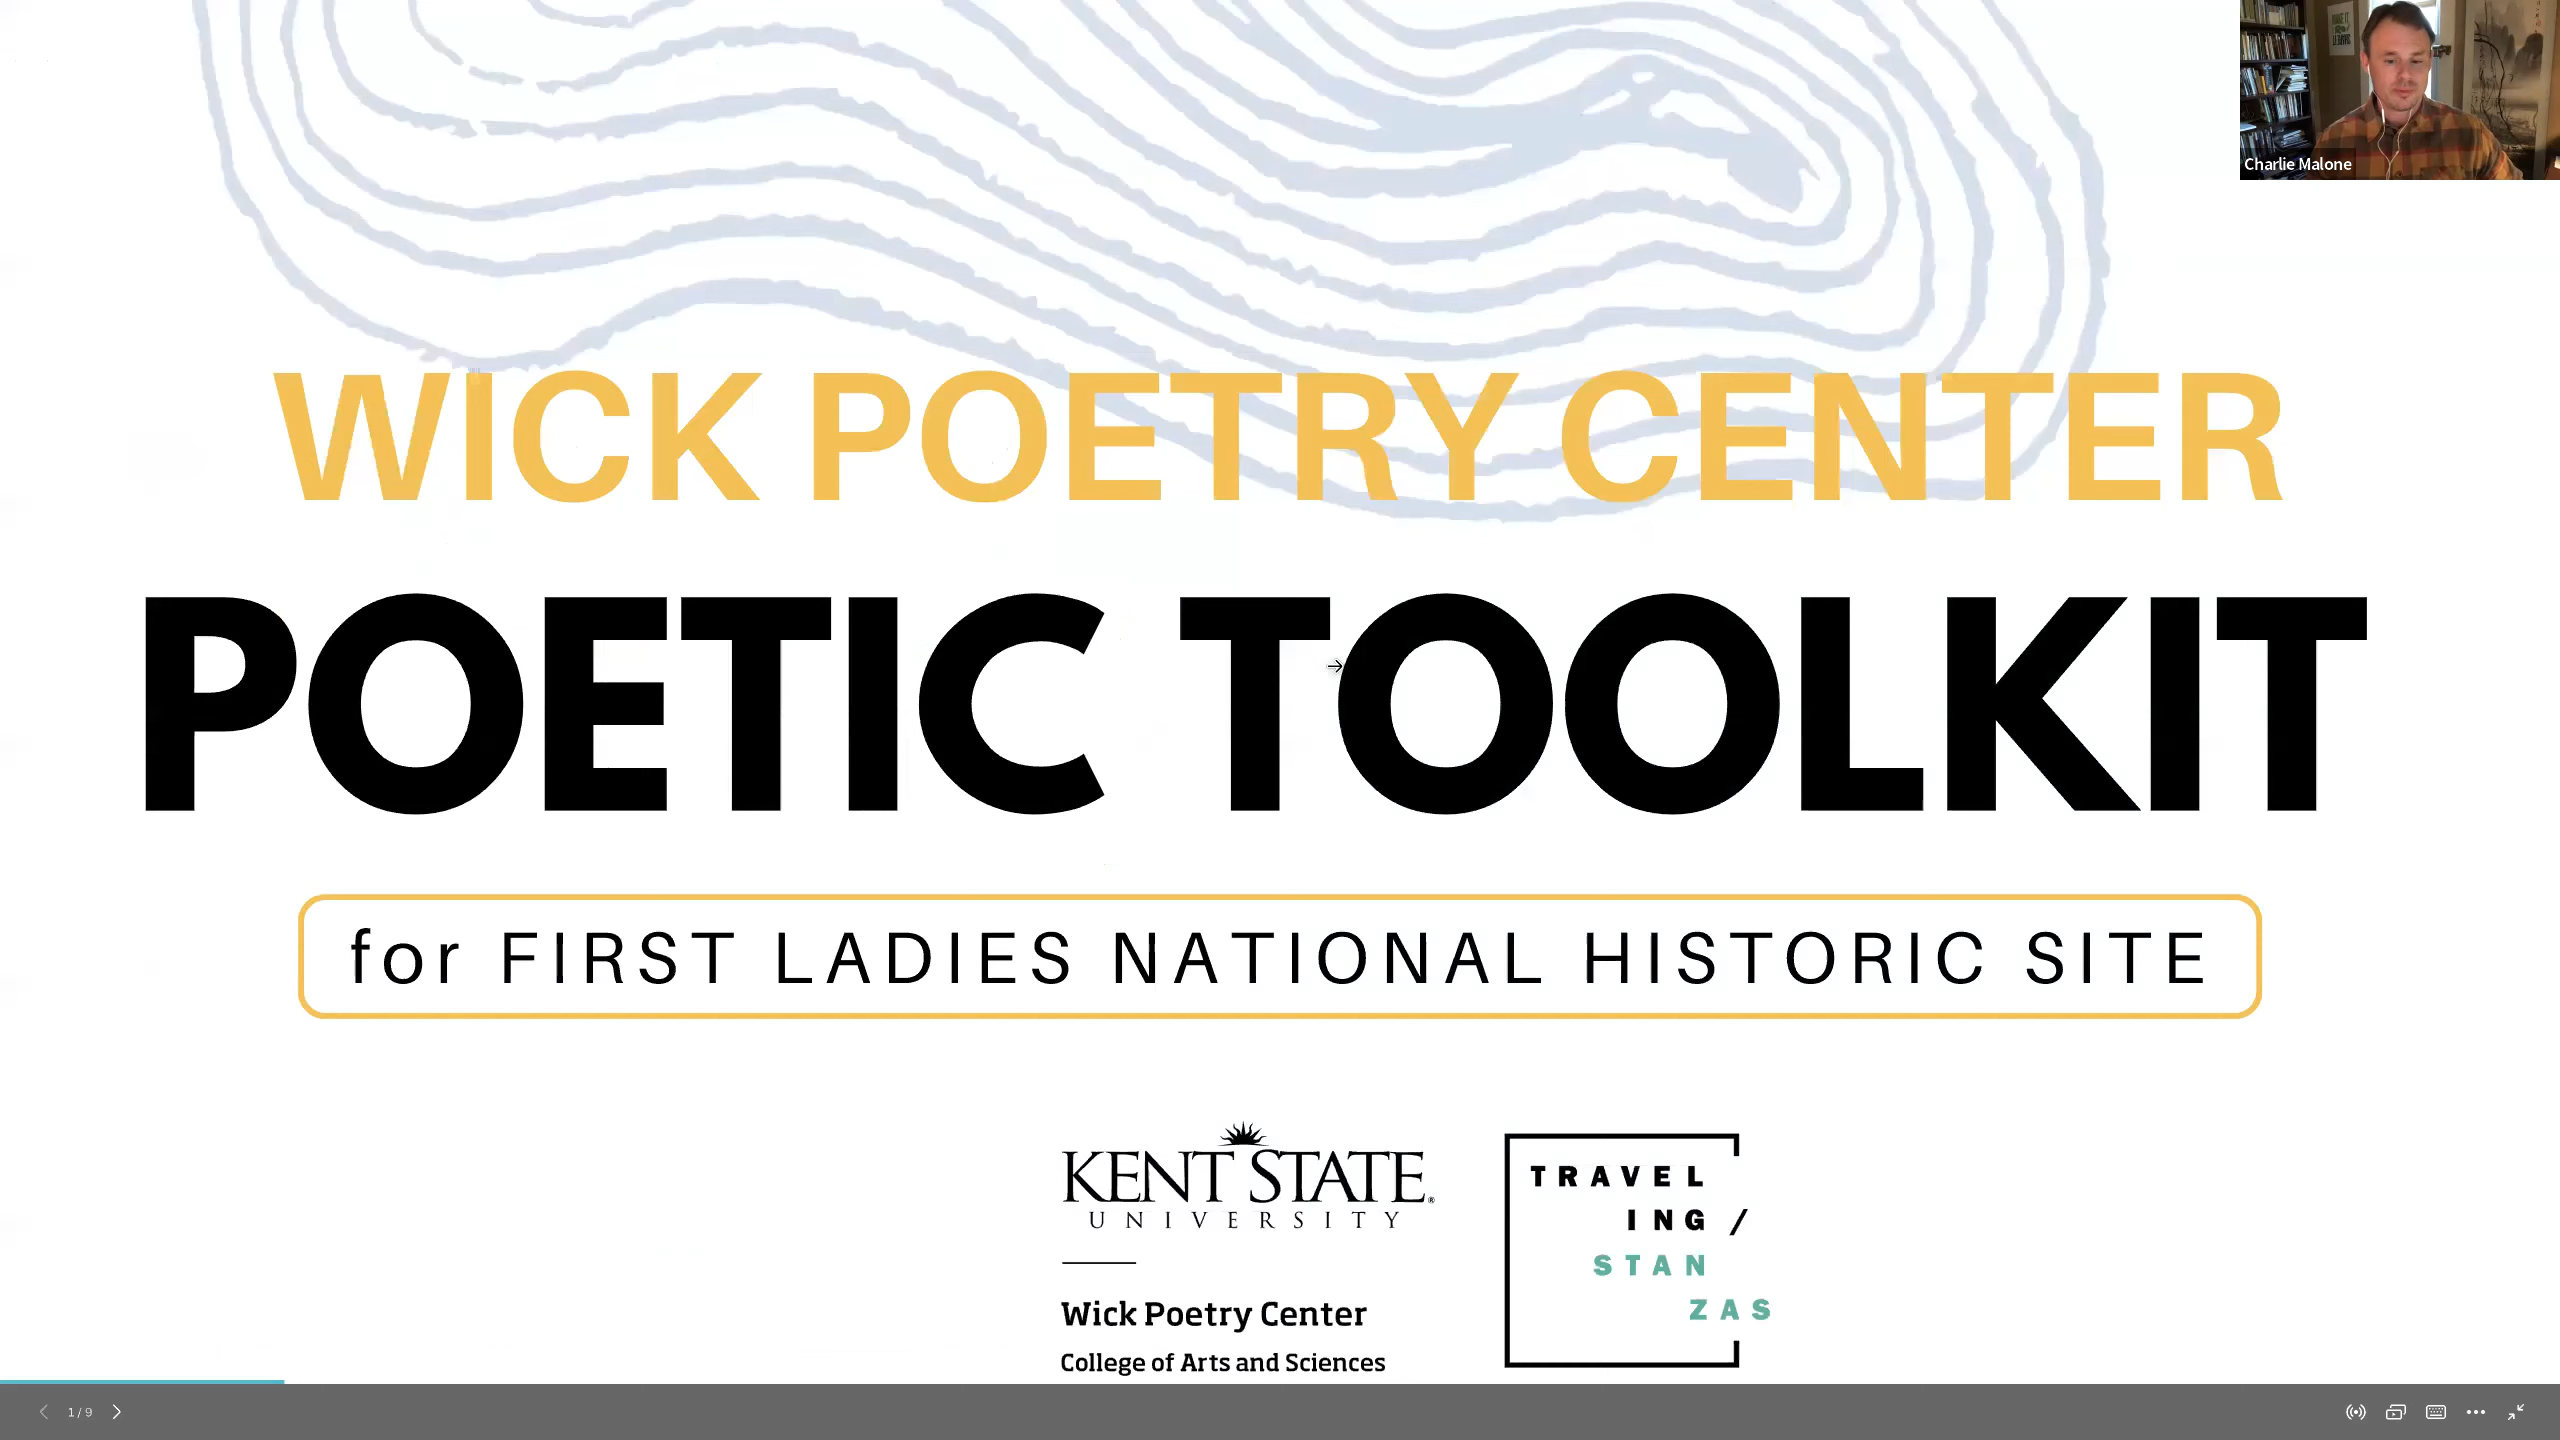 Charlie Malone
WICK POETRY CENTER
POETIC TOOLKIT
for FIRST LADIES NATIONAL HISTORIC SITE
KENT STATE
UNIVERSITY
Wick Poetry Center
College of Arts and Sciences
TRAVEL
ING /
STAN
ZAS
1 / 9